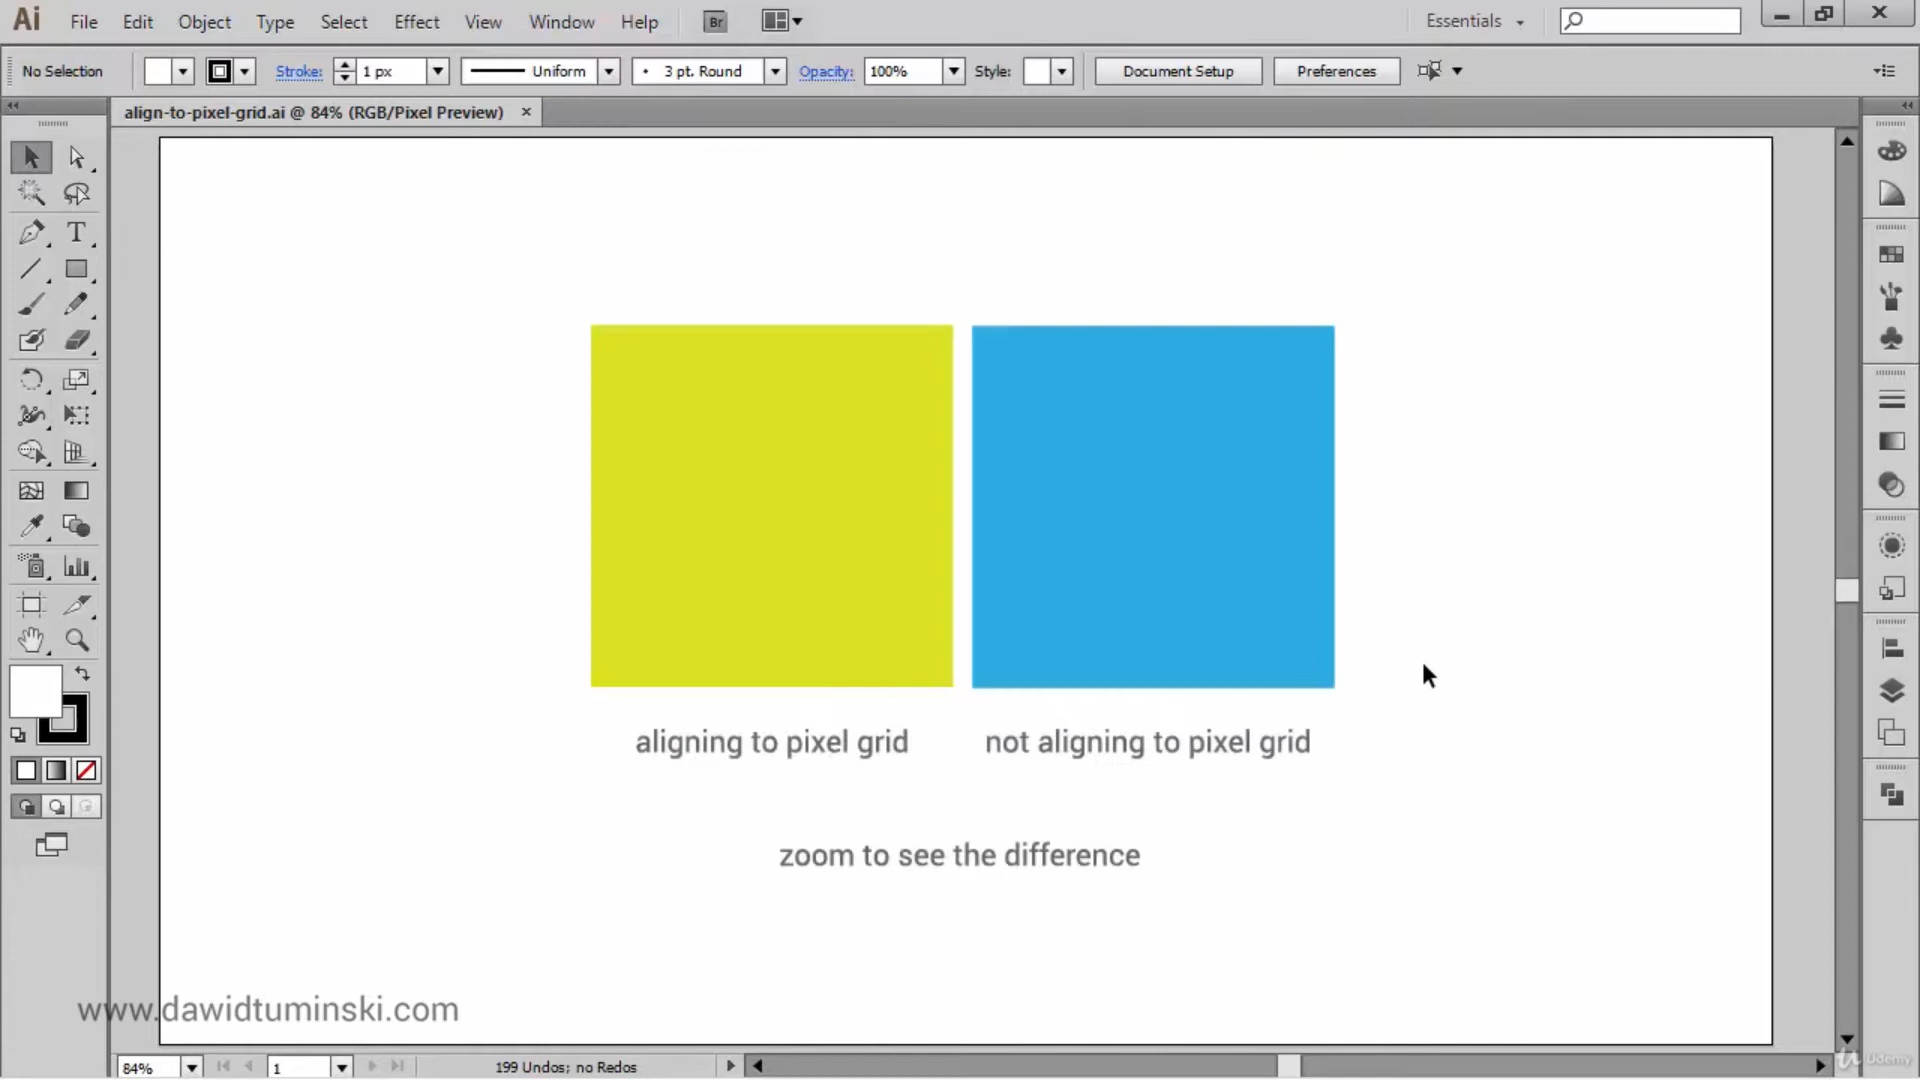 Ai File Edit Object Type Select Effect View Window Help Br Essentials
No Selection Stroke: 1 px Uniform 3 pt. Round Opacity: 100% Style: Document Setup Preferences
align-to-pixel-grid.ai @ 84% (RGB/Pixel Preview)
T
aligning to pixel grid not aligning to pixel grid
zoom to see the difference
www.dawidtuminski.com
84% 1 199 Undos; no Redos
Udemy